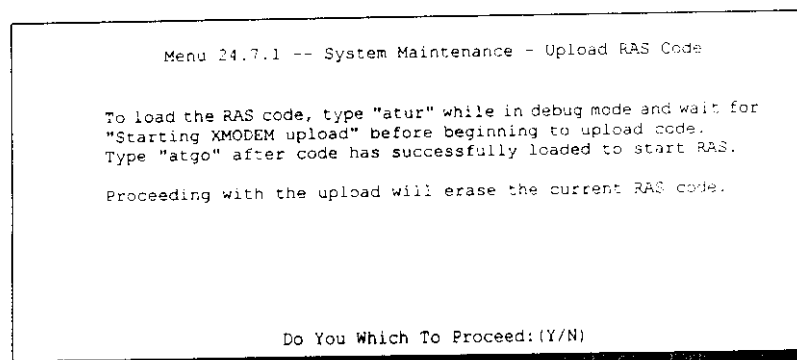 Menu 24.7.1 -- System Maintenance - Upload RAS Code
To load the RAS code, type "atur" while in debug mode and wait for
"Starting XMODEM upload" before beginning to upload code.
Type "atgo" after code has successfully loaded to start RAS.
Proceeding with the upload will erase the current RAS code.
Do You Which To Proceed:(Y/N)